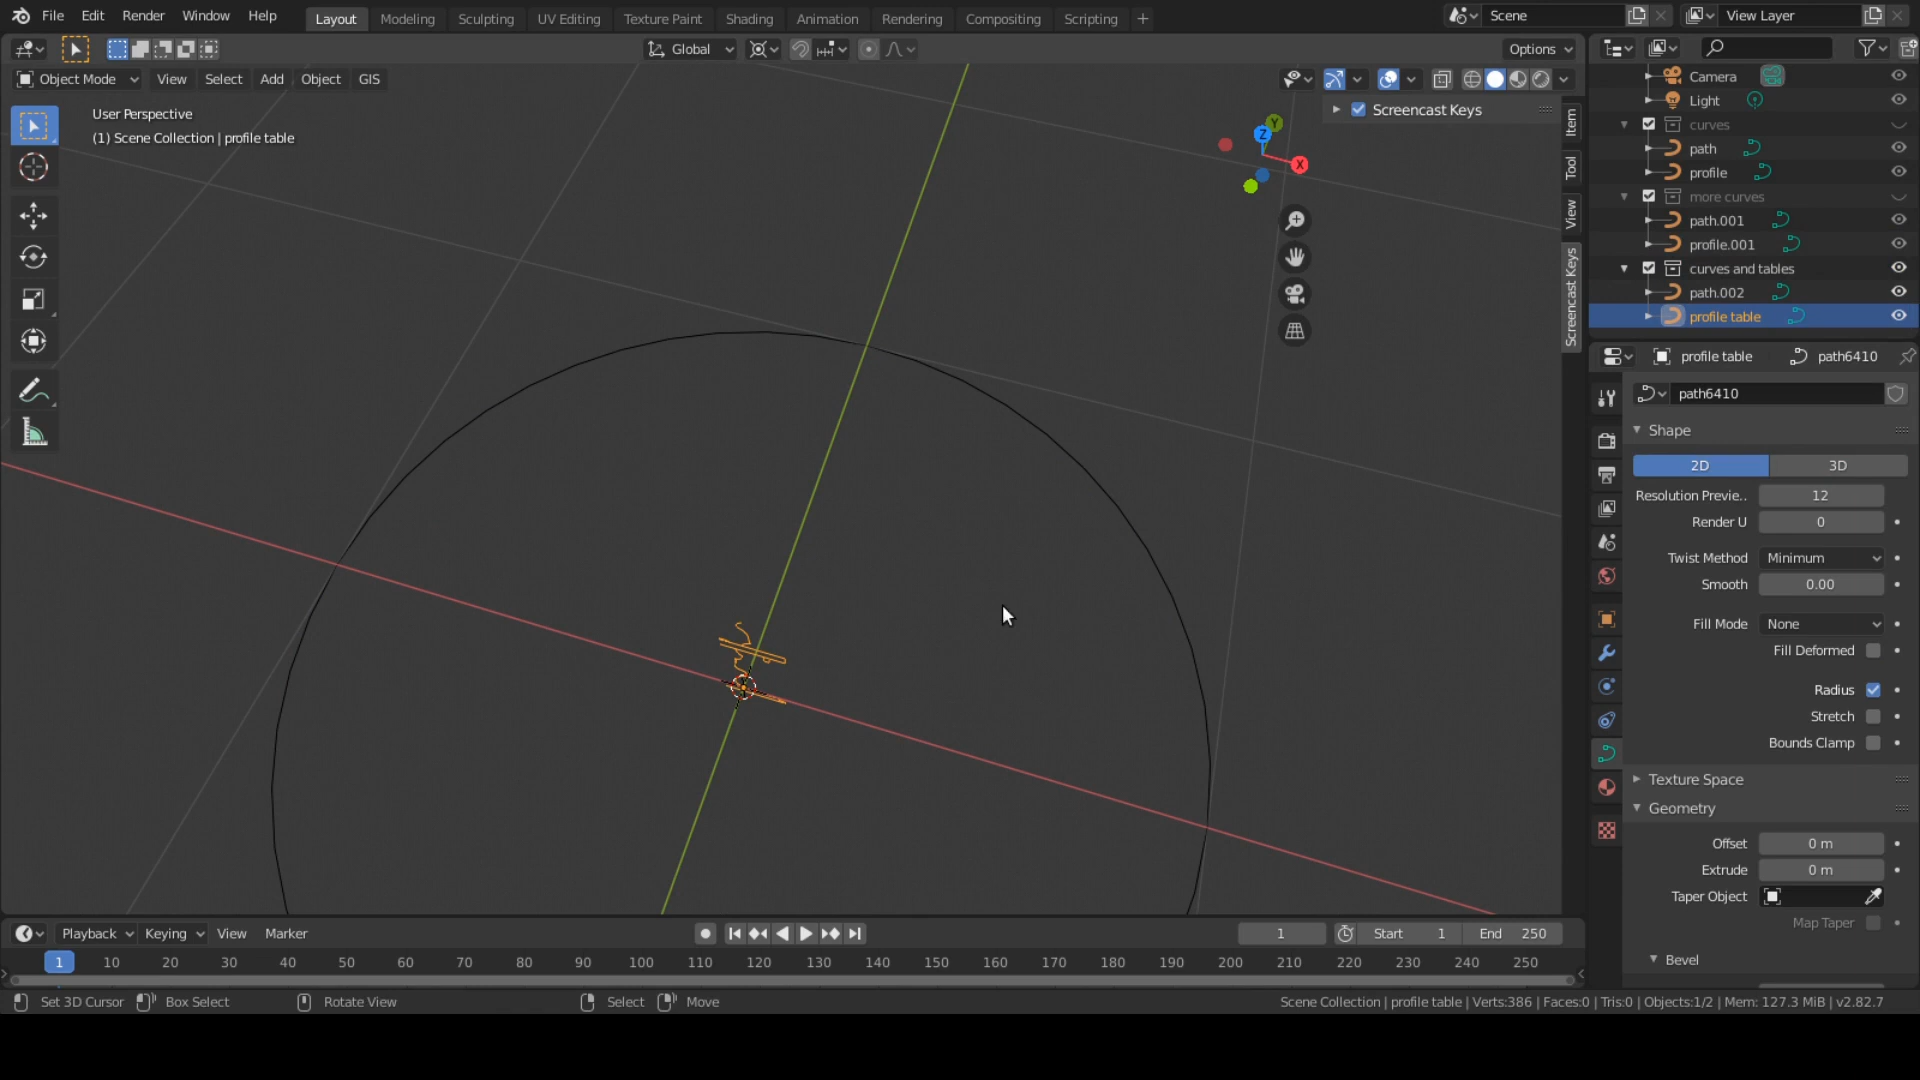 File Edit Render Window Help Layout Modeling Sculpting UV Editing Texture Paint Shading Animation Rendering Compositing Scripting + Scene View Layer
Global Options
Object Mode View Select Add Object GIS
User Perspective
(1) Scene Collection | profile table
Screencast Keys
Z Y X
Item
Tool
View
Screencast Keys
Camera
Light
curves
path
profile
more curves
path.001
profile.001
curves and tables
path.002
profile table
profile table path6410
path6410
Shape
2D 3D
Resolution Previe.. 12
Render U 0
Twist Method Minimum
Smooth 0.00
Fill Mode None
Fill Deformed
Radius
Stretch
Bounds Clamp
Texture Space
Geometry
Offset 0 m
Extrude 0 m
Taper Object
Map Taper
Bevel
Playback Keying View Marker 1 Start 1 End 250
1 10 20 30 40 50 60 70 80 90 100 110 120 130 140 150 160 170 180 190 200 210 220 230 240 250
Set 3D Cursor Box Select Rotate View Select Move Scene Collection | profile table | Verts:386 | Faces:0 | Tris:0 | Objects:1/2 | Mem: 127.3 MiB | v2.82.7